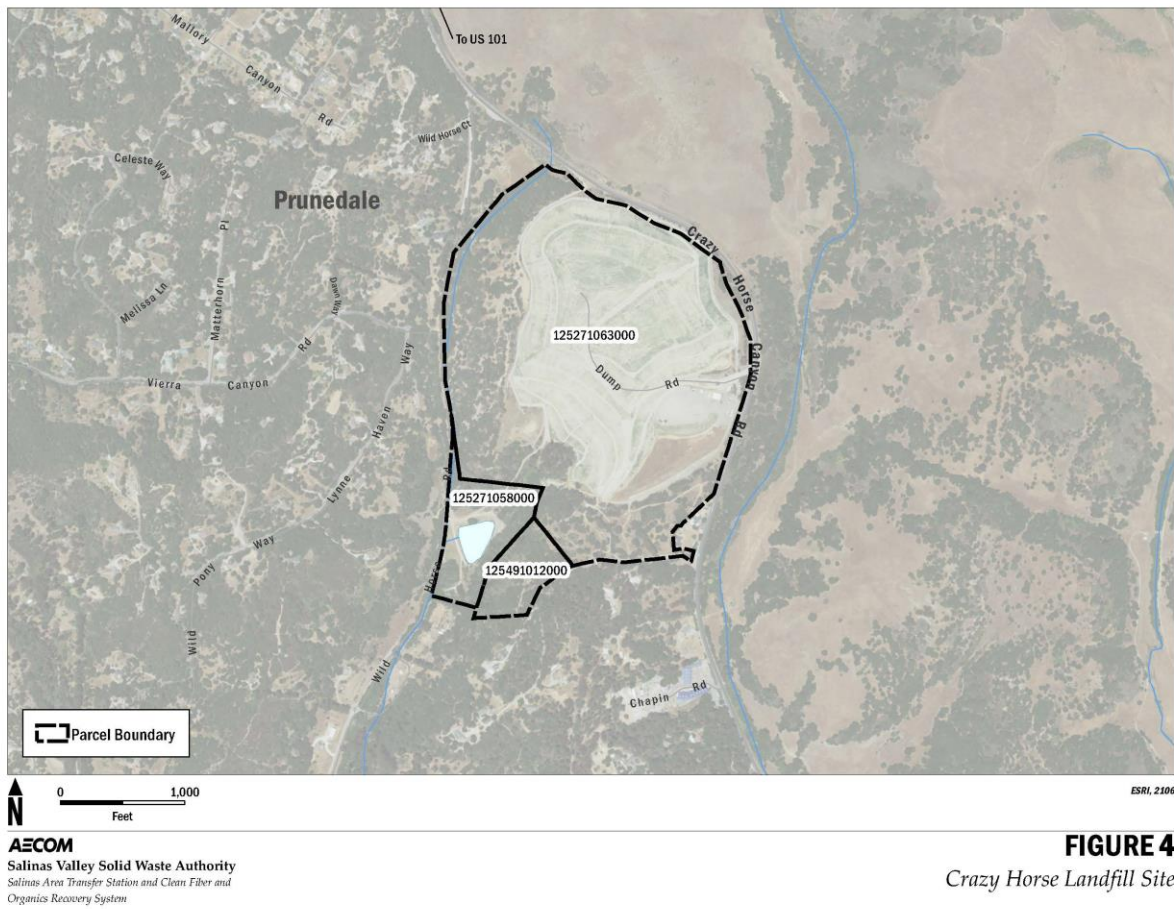 To US 101
Mallory
Canyon
Rd
Wild Horse Ct
Celeste Way
Prunedale
Pl
Matterhorn
Melissa Ln
Dawn Way
Crazy
Horse
Canyon
Rd
125271063000
Dump Rd
Rd
Vierra Canyon
Way
Haven
Lynne
Rd
125271058000
Way
Pony
Wild
125491012000
Horse
Wild
Chapin Rd
Parcel Boundary
N
0 1,000
Feet
ESRI, 2106
AECOM
Salinas Valley Solid Waste Authority
Salinas Area Transfer Station and Clean Fiber and
Organics Recovery System
FIGURE 4
Crazy Horse Landfill Site